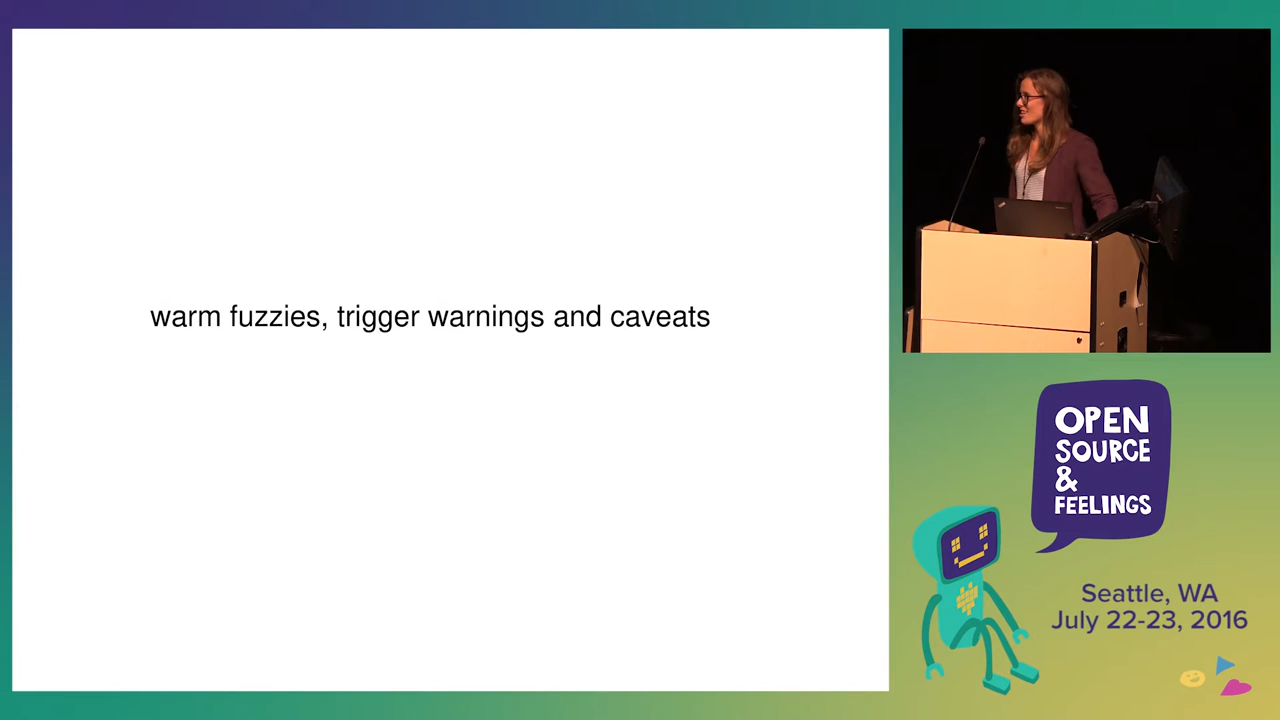 warm fuzzies, trigger warnings and caveats
OPEN
SOURCE
&
FEELINGS
Seattle, WA
July 22-23, 2016